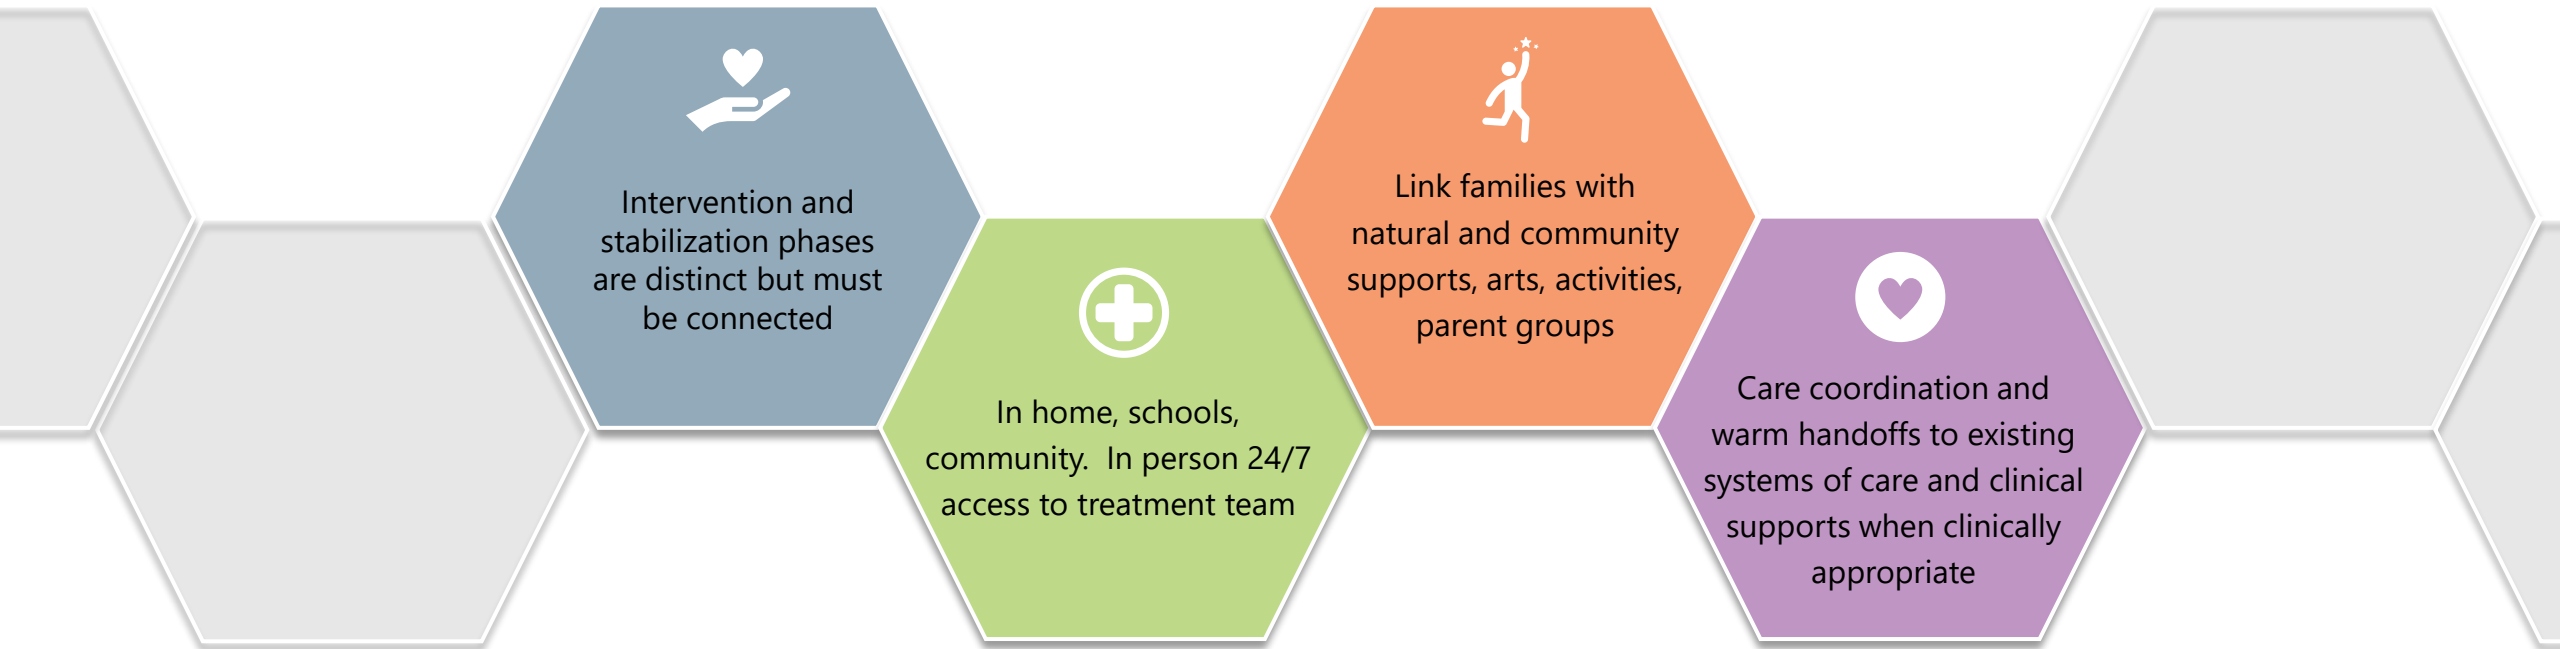 Intervention and
stabilization phases
are distinct but must
be connected
In home, schools,
community.  In person 24/7
access to treatment team
Link families with
natural and community
supports, arts, activities,
parent groups
Care coordination and
warm handoffs to existing
systems of care and clinical
supports when clinically
appropriate